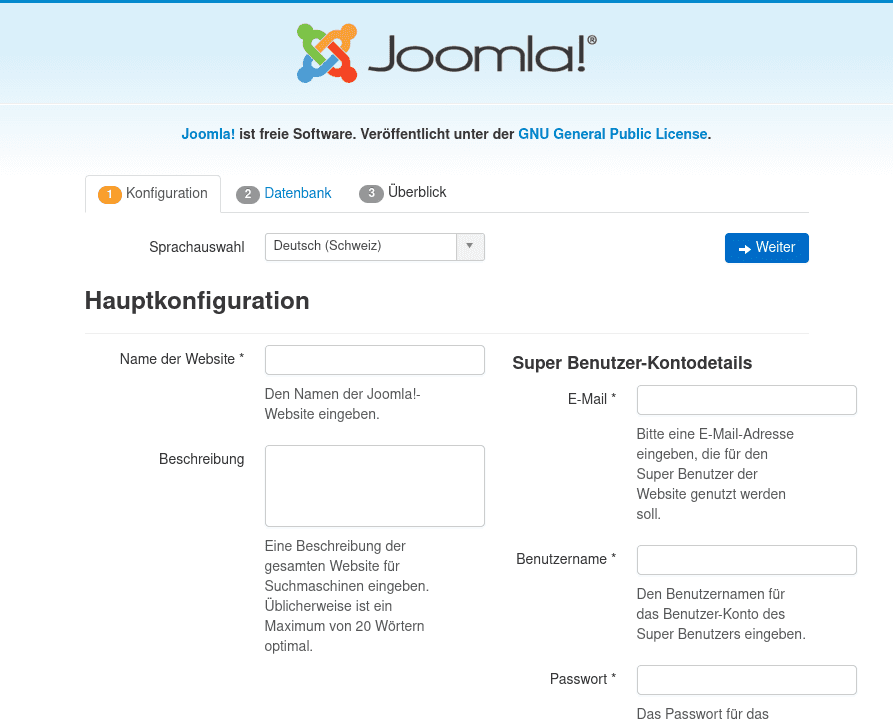 Joomla!®
Joomla! ist freie Software. Veröffentlicht unter der GNU General Public License.
1 Konfiguration 2 Datenbank 3 Überblick
Sprachauswahl Deutsch (Schweiz) Weiter
Hauptkonfiguration
Name der Website *
Den Namen der Joomla!-
Website eingeben.
Beschreibung
Eine Beschreibung der
gesamten Website für
Suchmaschinen eingeben.
Üblicherweise ist ein
Maximum von 20 Wörtern
optimal.
Super Benutzer-Kontodetails
E-Mail *
Bitte eine E-Mail-Adresse
eingeben, die für den
Super Benutzer der
Website genutzt werden
soll.
Benutzername *
Den Benutzernamen für
das Benutzer-Konto des
Super Benutzers eingeben.
Passwort *
Das Passwort für das